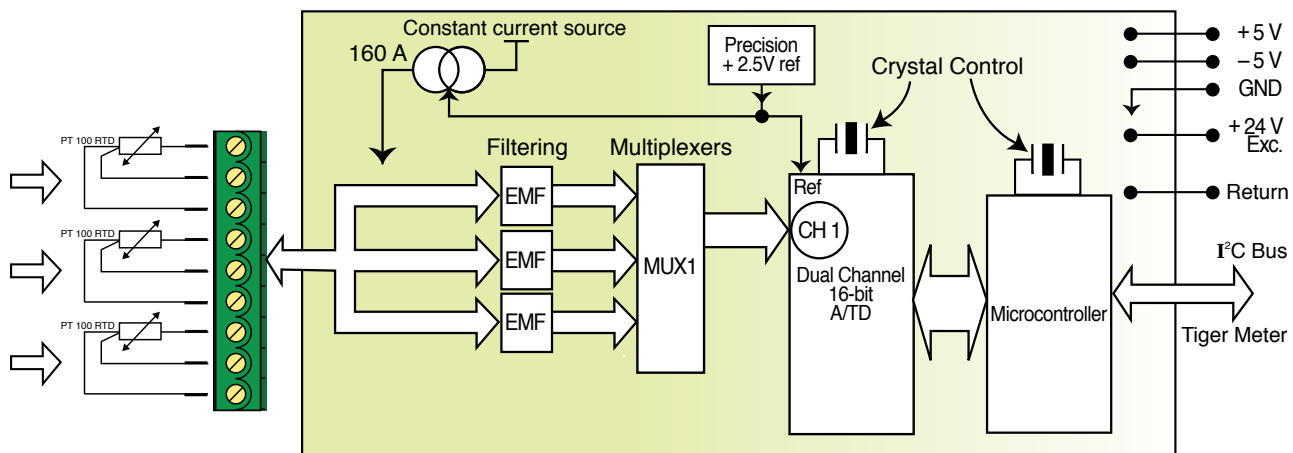 Constant current source
160 A
Precision
+ 2.5V ref
Crystal Control
+ 5 V
– 5 V
GND
+ 24 V
Exc.
Return
PT 100 RTD
PT 100 RTD
PT 100 RTD
Filtering
Multiplexers
EMF
EMF
EMF
MUX1
Ref
CH 1
Dual Channel
16-bit
A/TD
Microcontroller
I²C Bus
Tiger Meter